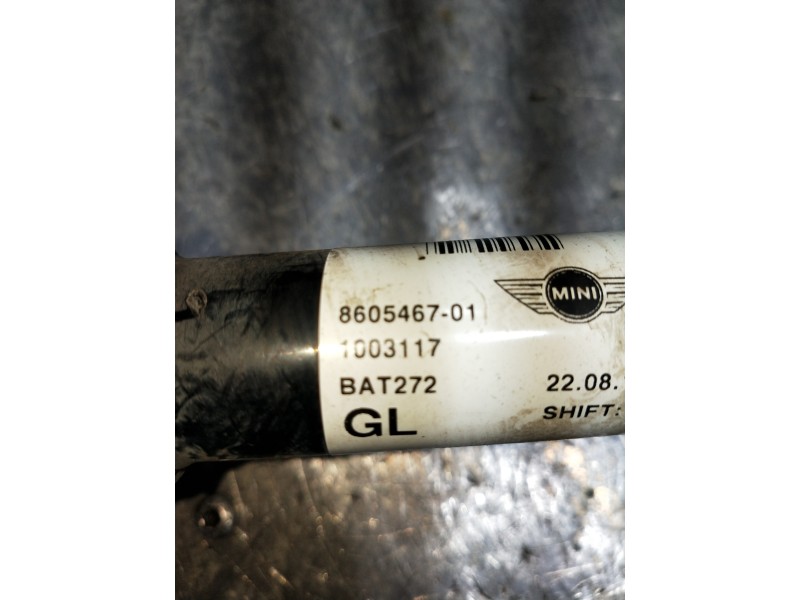 MINI
8605467-01
1003117
BAT272
22.08.
GL
SHIFT: